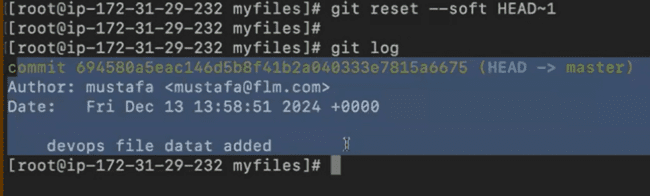 [root@ip-172-31-29-232 myfiles]# git reset --soft HEAD~1
[root@ip-172-31-29-232 myfiles]# git log
commit 694580a5eac146d5b8f41b2a040333e7815a6675 (HEAD -> master)
Author: mustafa <mustafa@flm.com>
Date:   Fri Dec 13 13:58:51 2024 +0000
    devops file datat added
[root@ip-172-31-29-232 myfiles]#